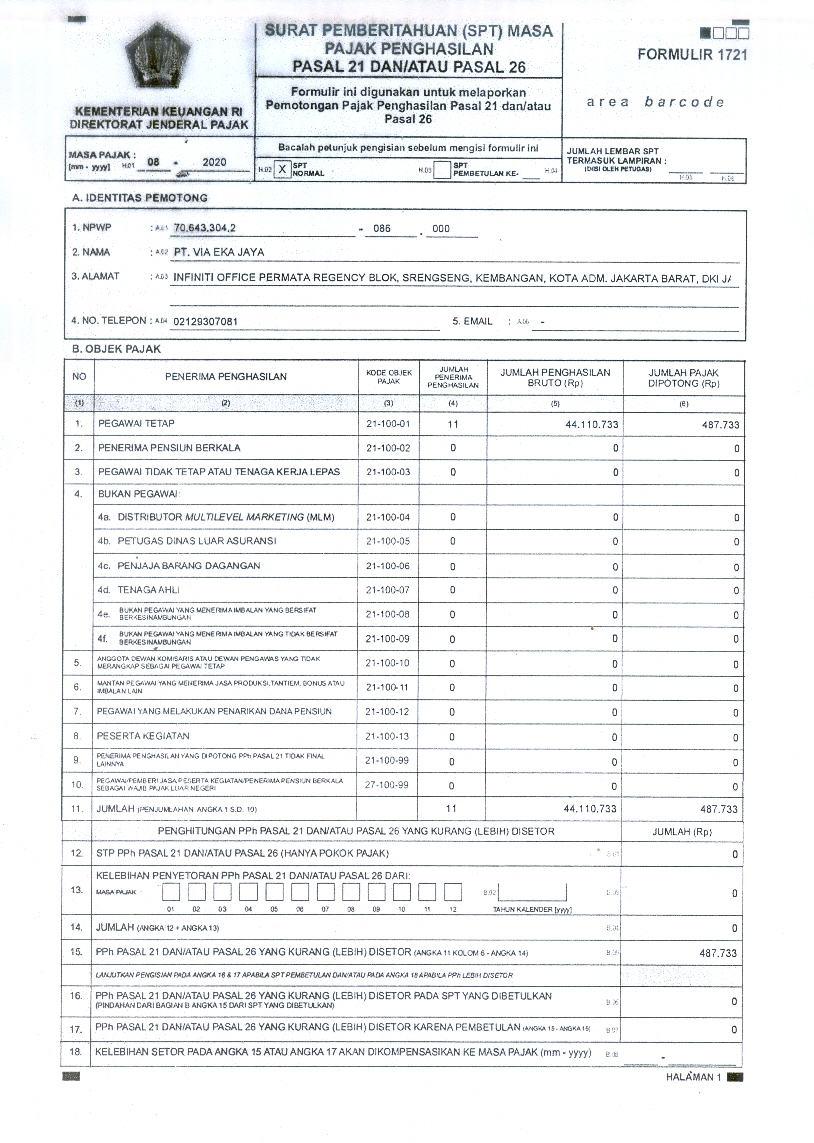 KEMENTERIAN KEUANGAN RI
DIREKTORAT JENDERAL PAJAK
SURAT PEMBERITAHUAN (SPT) MASA
PAJAK PENGHASILAN
PASAL 21 DAN/ATAU PASAL 26
Formulir ini digunakan untuk melaporkan
Pemotongan Pajak Penghasilan Pasal 21 dan/atau
Pasal 26
FORMULIR 1721
area barcode
MASA PAJAK :
[mm - yyyy] H.01 08 - 2020
Bacalah petunjuk pengisian sebelum mengisi formulir ini
H.02 X SPT NORMAL H.03 SPT PEMBETULAN KE- H.04
JUMLAH LEMBAR SPT
TERMASUK LAMPIRAN :
(DIISI OLEH PETUGAS) H.05 H.06
A. IDENTITAS PEMOTONG
1. NPWP : A.01 70.643.304.2 - 086 . 000
2. NAMA : A.02 PT. VIA EKA JAYA
3. ALAMAT : A.03 INFINITI OFFICE PERMATA REGENCY BLOK, SRENGSENG, KEMBANGAN, KOTA ADM. JAKARTA BARAT, DKI
4. NO. TELEPON : A.04 02129307081 5. EMAIL : A.05 -
B. OBJEK PAJAK
NO PENERIMA PENGHASILAN KODE OBJEK PAJAK JUMLAH PENERIMA PENGHASILAN JUMLAH PENGHASILAN BRUTO (Rp) JUMLAH PAJAK DIPOTONG (Rp)
(1) (2) (3) (4) (5) (6)
1. PEGAWAI TETAP 21-100-01 11 44.110.733 487.733
2. PENERIMA PENSIUN BERKALA 21-100-02 0 0 0
3. PEGAWAI TIDAK TETAP ATAU TENAGA KERJA LEPAS 21-100-03 0 0 0
4. BUKAN PEGAWAI:
4a. DISTRIBUTOR MULTILEVEL MARKETING (MLM) 21-100-04 0 0 0
4b. PETUGAS DINAS LUAR ASURANSI 21-100-05 0 0 0
4c. PENJAJA BARANG DAGANGAN 21-100-06 0 0 0
4d. TENAGA AHLI 21-100-07 0 0 0
4e. BUKAN PEGAWAI YANG MENERIMA IMBALAN YANG BERSIFAT BERKESINAMBUNGAN 21-100-08 0 0 0
4f. BUKAN PEGAWAI YANG MENERIMA IMBALAN YANG TIDAK BERSIFAT BERKESINAMBUNGAN 21-100-09 0 0 0
5. ANGGOTA DEWAN KOMISARIS ATAU DEWAN PENGAWAS YANG TIDAK MERANGKAP SEBAGAI PEGAWAI TETAP 21-100-10 0 0 0
6. MANTAN PEGAWAI YANG MENERIMA JASA PRODUKSI, TANTIEM, BONUS ATAU IMBALAN LAIN 21-100-11 0 0 0
7. PEGAWAI YANG MELAKUKAN PENARIKAN DANA PENSIUN 21-100-12 0 0 0
8. PESERTA KEGIATAN 21-100-13 0 0 0
9. PENERIMA PENGHASILAN YANG DIPOTONG PPh PASAL 21 TIDAK FINAL LAINNYA 21-100-99 0 0 0
10. PEGAWAI/PEMBERI JASA/PESERTA KEGIATAN/PENERIMA PENSIUN BERKALA SEBAGAI WAJIB PAJAK LUAR NEGERI 27-100-99 0 0 0
11. JUMLAH (PENJUMLAHAN ANGKA 1 S.D. 10) 11 44.110.733 487.733
PENGHITUNGAN PPh PASAL 21 DAN/ATAU PASAL 26 YANG KURANG (LEBIH) DISETOR JUMLAH (Rp)
12. STP PPh PASAL 21 DAN/ATAU PASAL 26 (HANYA POKOK PAJAK) B.01 0
13. KELEBIHAN PENYETORAN PPh PASAL 21 DAN/ATAU PASAL 26 DARI:
MASA PAJAK B.02 B.03 0
01 02 03 04 05 06 07 08 09 10 11 12 TAHUN KALENDER [yyyy]
14. JUMLAH (ANGKA 12 + ANGKA 13) B.04 0
15. PPh PASAL 21 DAN/ATAU PASAL 26 YANG KURANG (LEBIH) DISETOR (ANGKA 11 KOLOM 6 - ANGKA 14) B.05 487.733
LANJUTKAN PENGISIAN PADA ANGKA 16 & 17 APABILA SPT PEMBETULAN DAN/ATAU PADA ANGKA 18 APABILA PPh LEBIH DISETOR
16. PPh PASAL 21 DAN/ATAU PASAL 26 YANG KURANG (LEBIH) DISETOR PADA SPT YANG DIBETULKAN
(PINDAHAN DARI BAGIAN B ANGKA 15 DARI SPT YANG DIBETULKAN) B.06 0
17. PPh PASAL 21 DAN/ATAU PASAL 26 YANG KURANG (LEBIH) DISETOR KARENA PEMBETULAN (ANGKA 15 - ANGKA 16) B.07 0
18. KELEBIHAN SETOR PADA ANGKA 15 ATAU ANGKA 17 AKAN DIKOMPENSASIKAN KE MASA PAJAK (mm - yyyy) B.08 -
HALAMAN 1